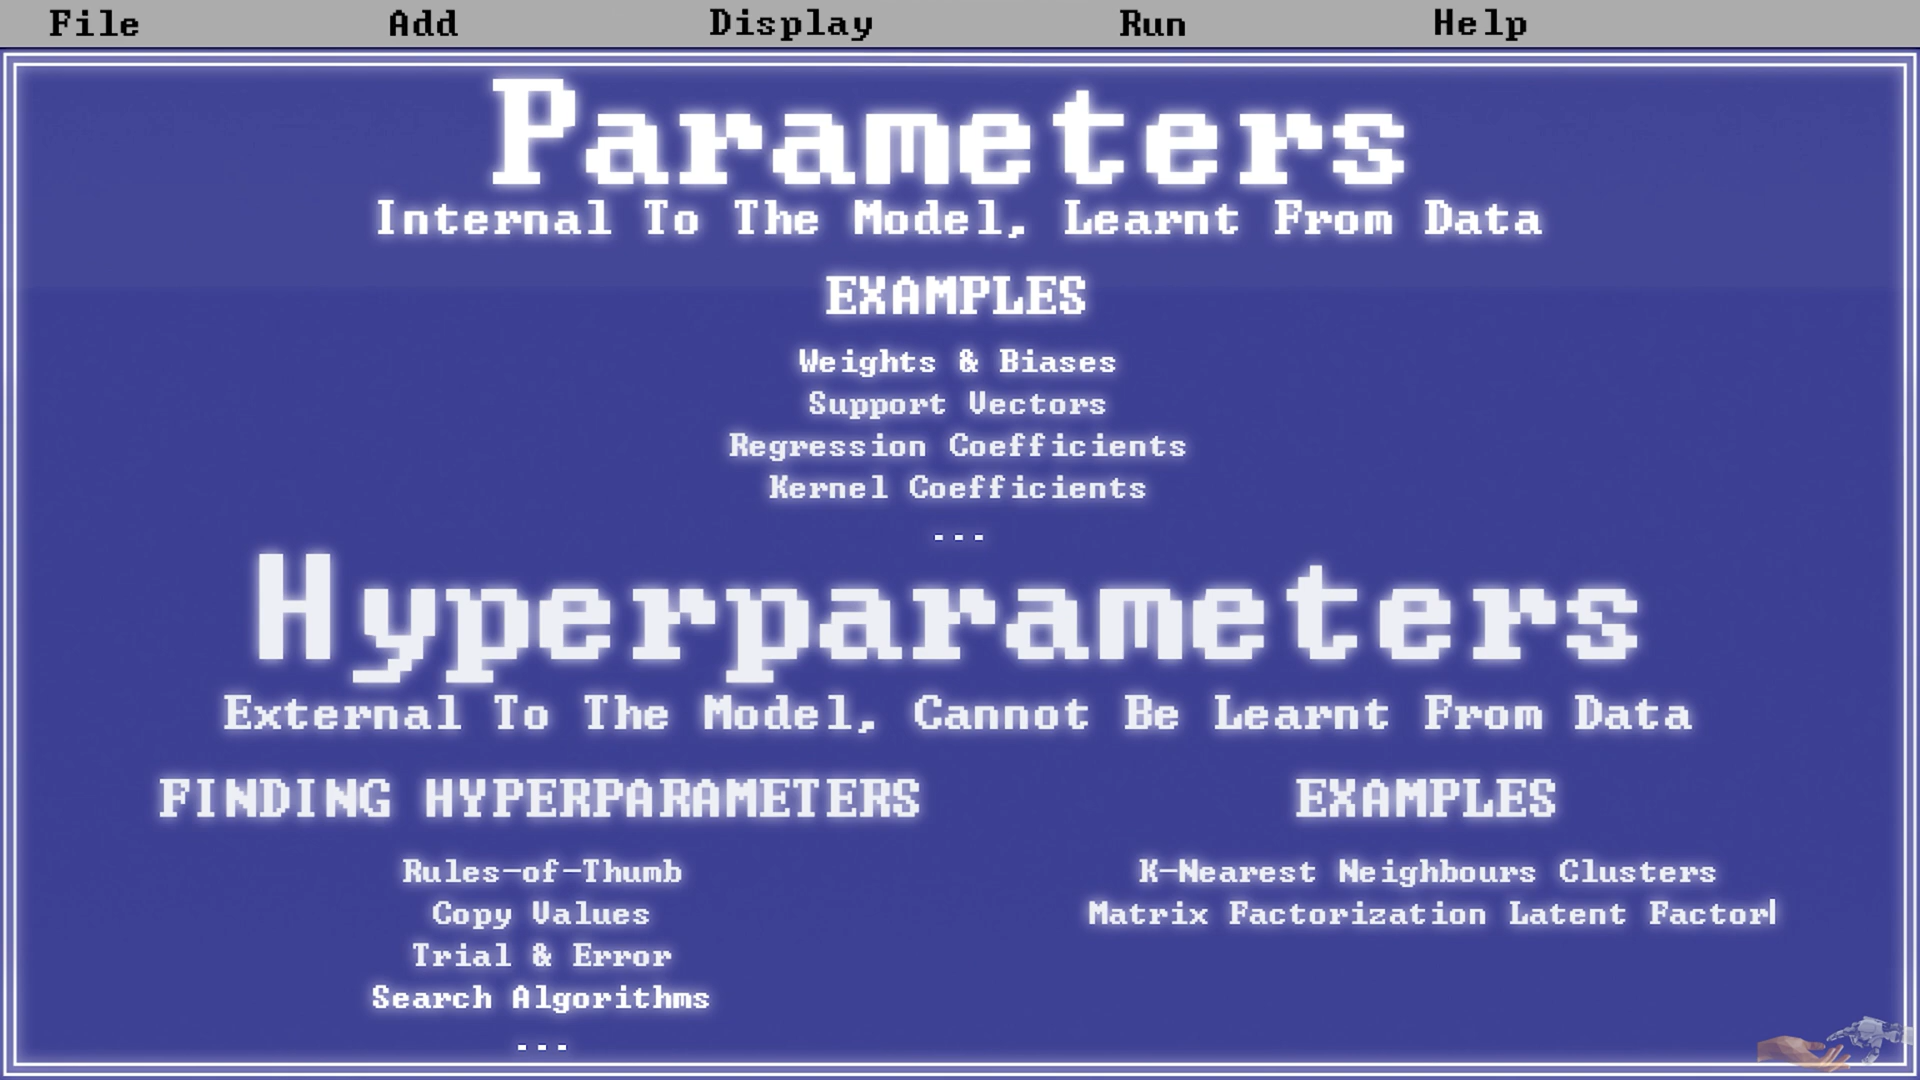 File Add Display Run Help
Parameters
Internal To The Model, Learnt From Data
EXAMPLES
Weights & Biases
Support Vectors
Regression Coefficients
Kernel Coefficients
...
Hyperparameters
External To The Model, Cannot Be Learnt From Data
FINDING HYPERPARAMETERS
Rules-of-Thumb
Copy Values
Trial & Error
Search Algorithms
...
EXAMPLES
K-Nearest Neighbours Clusters
Matrix Factorization Latent Factor